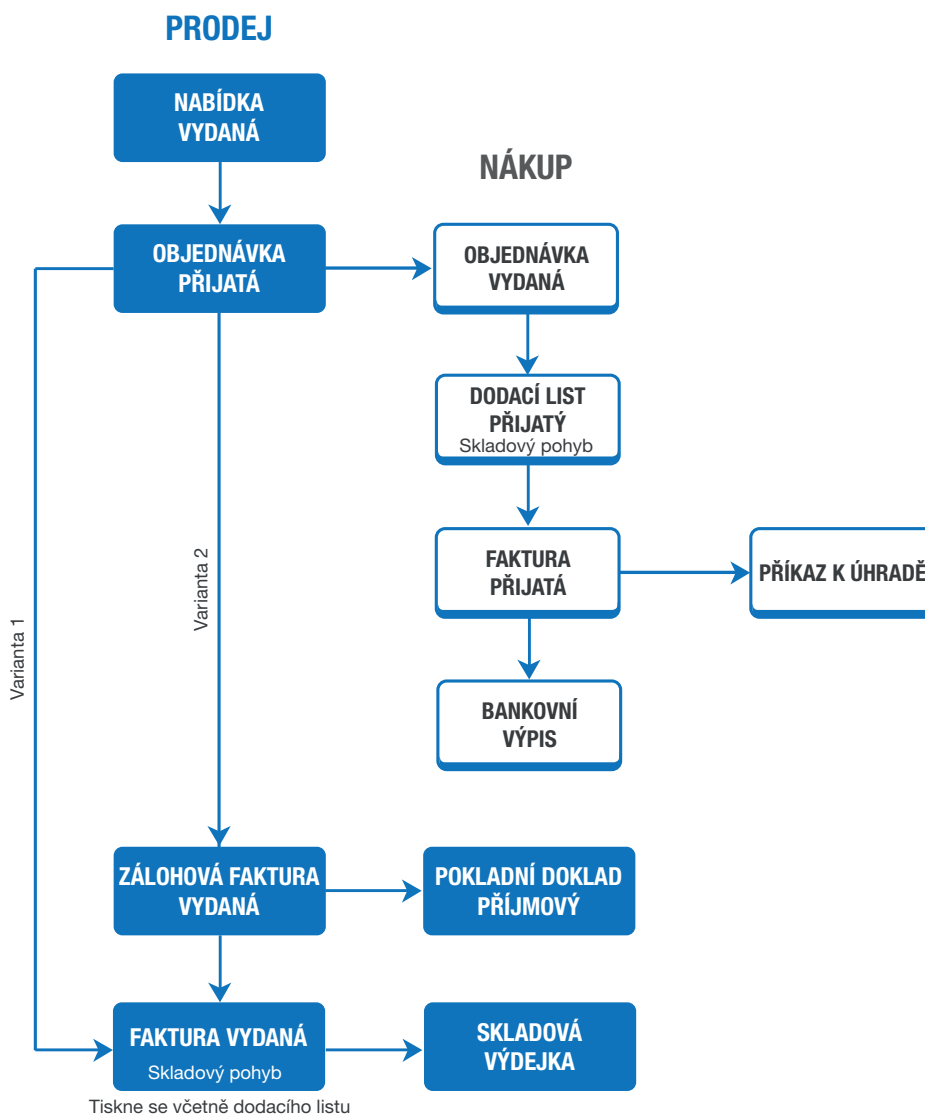 PRODEJ
NABÍDKA
VYDANÁ
NÁKUP
OBJEDNÁVKA
PŘIJATÁ
OBJEDNÁVKA
VYDANÁ
DODACÍ LIST
PŘIJATÝ
Skladový pohyb
Varianta 1
Varianta 2
FAKTURA
PŘIJATÁ
PŘÍKAZ K ÚHRADĚ
BANKOVNÍ
VÝPIS
ZÁLOHOVÁ FAKTURA
VYDANÁ
POKLADNÍ DOKLAD
PŘÍJMOVÝ
FAKTURA VYDANÁ
Skladový pohyb
SKLADOVÁ
VÝDEJKA
Tiskne se včetně dodacího listu